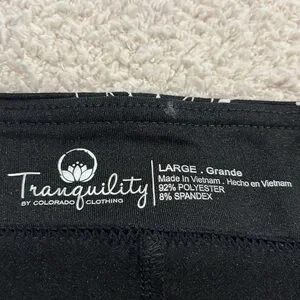 Tranquility
BY COLORADO CLOTHING
LARGE . Grande
Made in Vietnam . Hecho en Vietnam
92% POLYESTER
8% SPANDEX